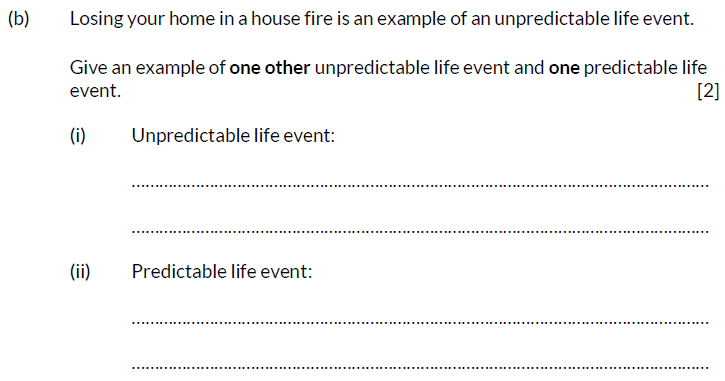 (b) Losing your home in a house fire is an example of an unpredictable life event.
Give an example of one other unpredictable life event and one predictable life
event. [2]
(i) Unpredictable life event:
................................................................................
................................................................................
(ii) Predictable life event:
................................................................................
................................................................................